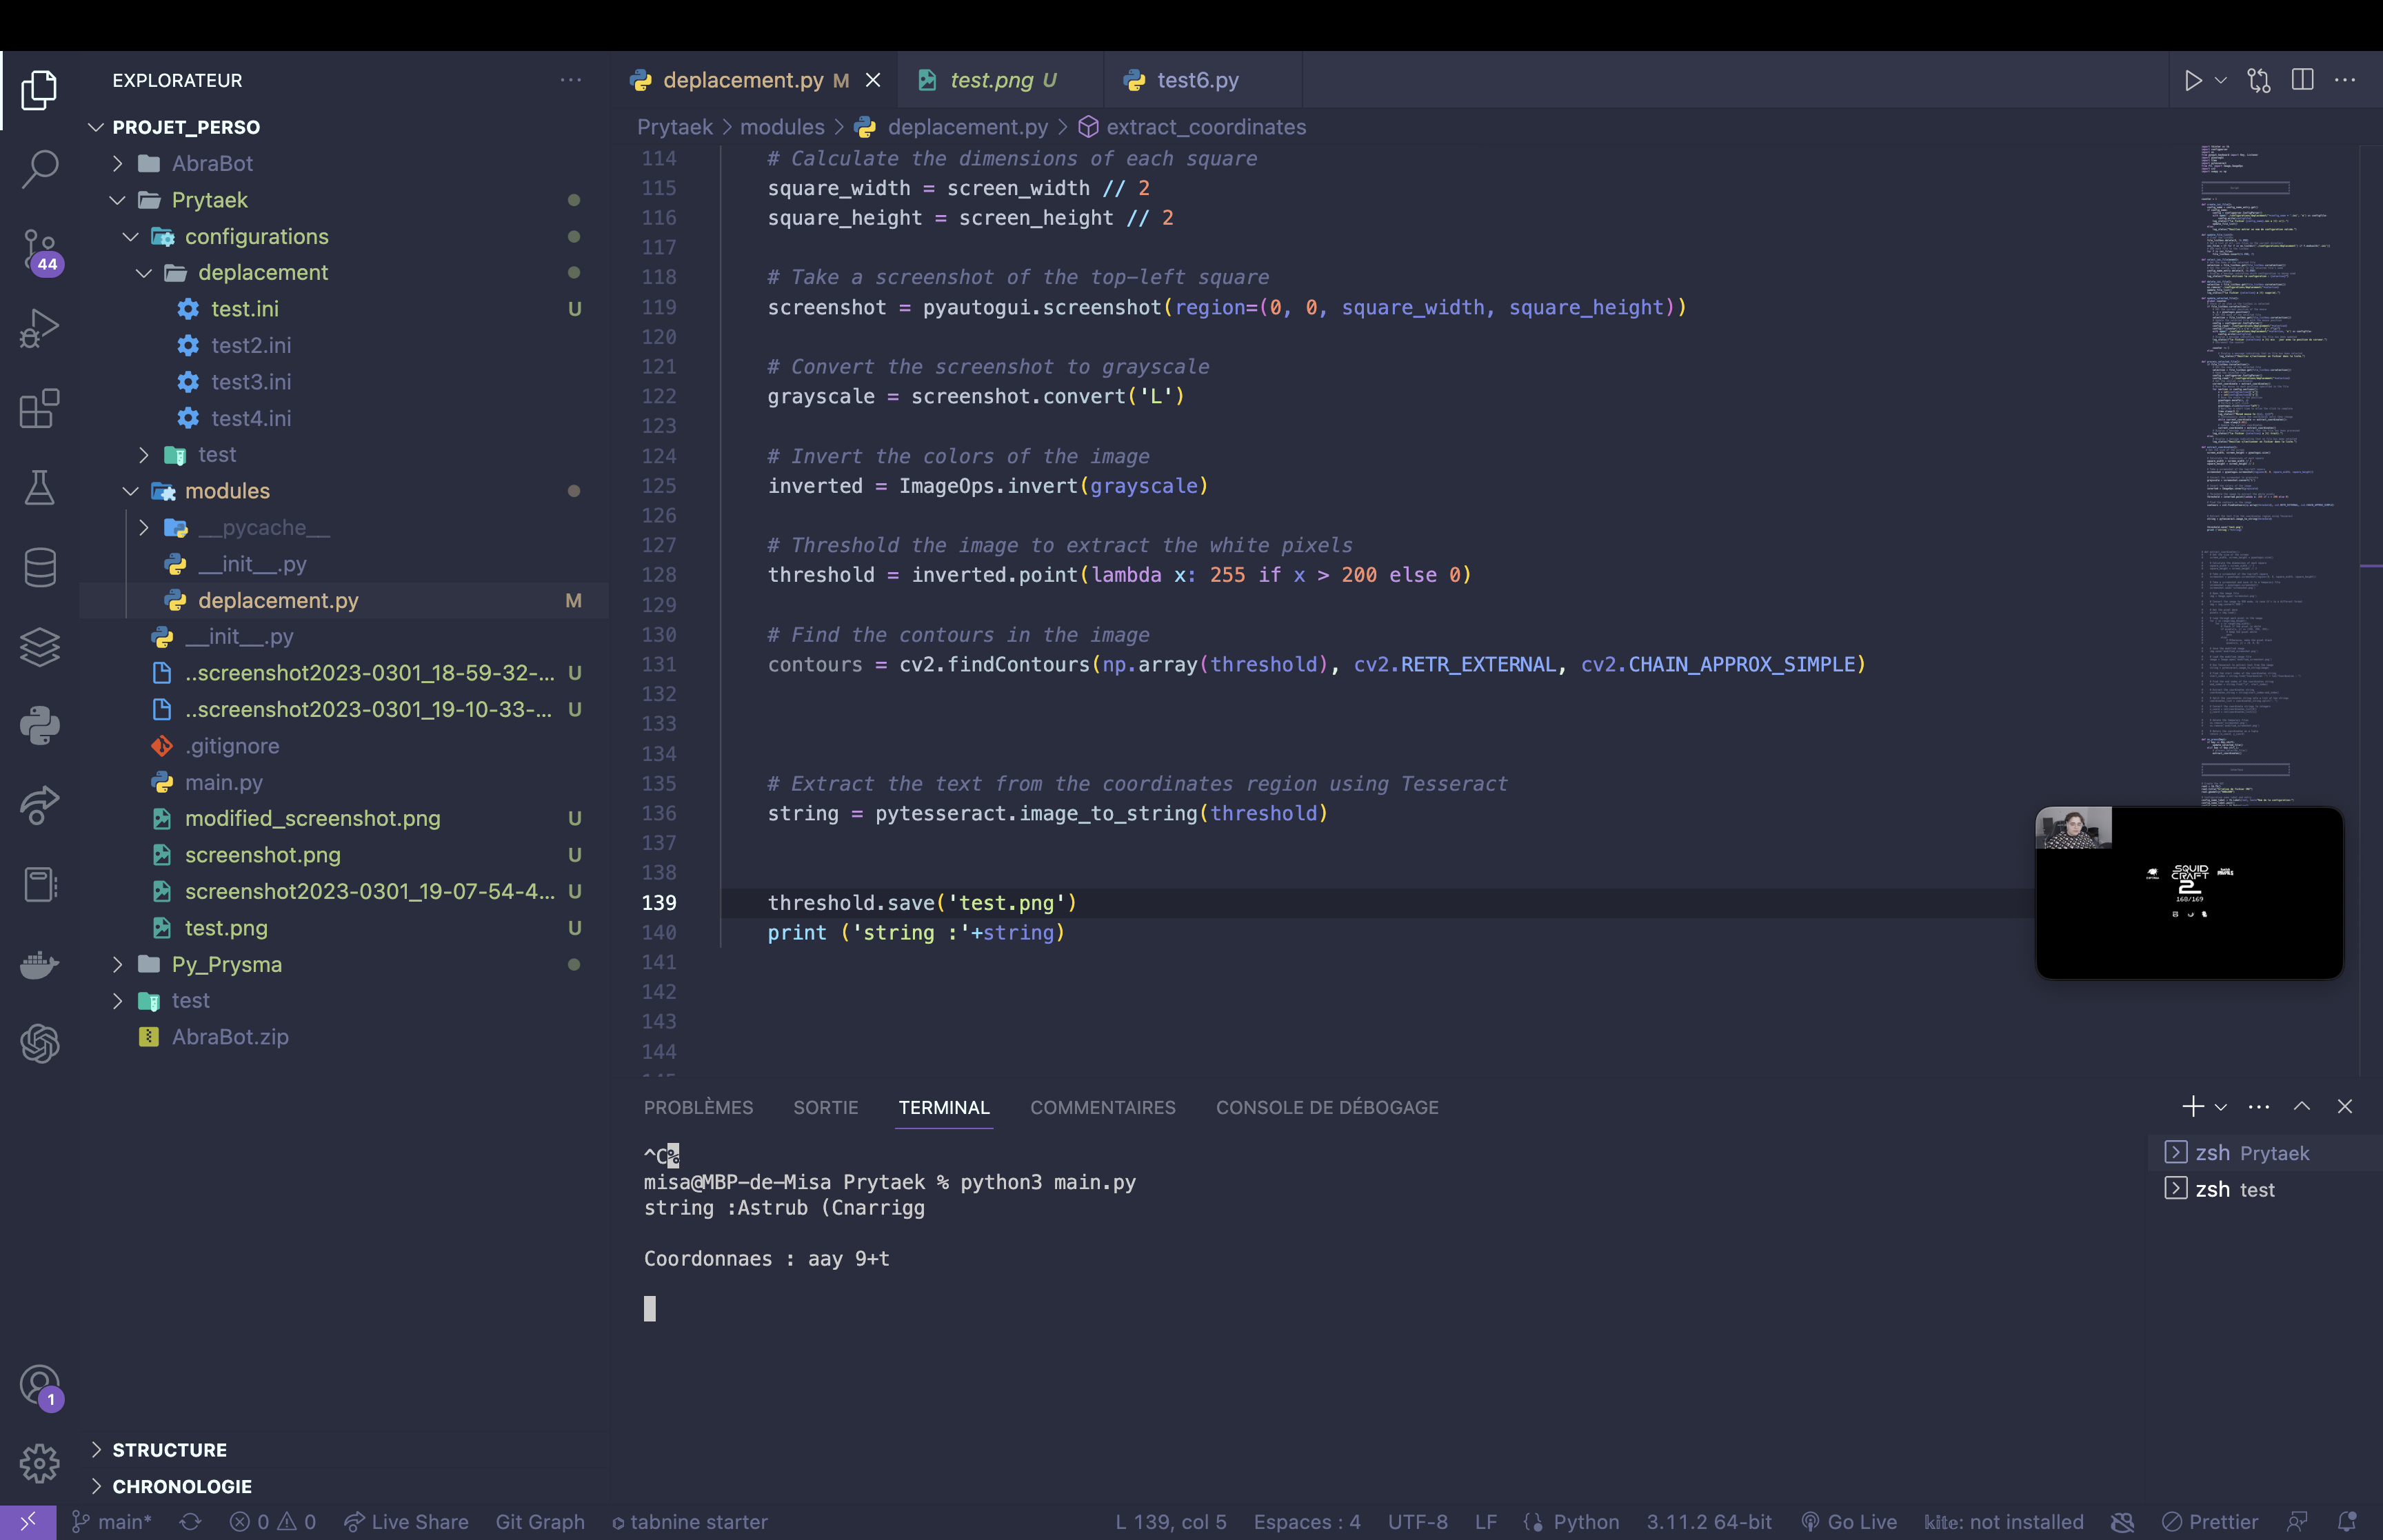 EXPLORATEUR
PROJET_PERSO
AbraBot
Prytaek
configurations
deplacement
test.ini U
test2.ini
test3.ini
test4.ini
test
modules
__pycache__
__init__.py
deplacement.py M
__init__.py
..screenshot2023-0301_18-59-32-... U
..screenshot2023-0301_19-10-33-... U
.gitignore
main.py
modified_screenshot.png U
screenshot.png U
screenshot2023-0301_19-07-54-4... U
test.png U
Py_Prysma
test
AbraBot.zip
STRUCTURE
CHRONOLOGIE
44
1
deplacement.py M
test.png U
test6.py
Prytaek > modules > deplacement.py > extract_coordinates
114 # Calculate the dimensions of each square
115 square_width = screen_width // 2
116 square_height = screen_height // 2
117
118 # Take a screenshot of the top-left square
119 screenshot = pyautogui.screenshot(region=(0, 0, square_width, square_height))
120
121 # Convert the screenshot to grayscale
122 grayscale = screenshot.convert('L')
123
124 # Invert the colors of the image
125 inverted = ImageOps.invert(grayscale)
126
127 # Threshold the image to extract the white pixels
128 threshold = inverted.point(lambda x: 255 if x > 200 else 0)
129
130 # Find the contours in the image
131 contours = cv2.findContours(np.array(threshold), cv2.RETR_EXTERNAL, cv2.CHAIN_APPROX_SIMPLE)
132
133
134
135 # Extract the text from the coordinates region using Tesseract
136 string = pytesseract.image_to_string(threshold)
137
138
139 threshold.save('test.png')
140 print ('string :'+string)
141
142
143
144
SQUID
CRAFT
2
160/169
PROBLÈMES SORTIE TERMINAL COMMENTAIRES CONSOLE DE DÉBOGAGE
^C%
misa@MBP-de-Misa Prytaek % python3 main.py
string :Astrub (Cnarrigg
Coordonnaes : aay 9+t
zsh Prytaek
zsh test
main* 0 0 Live Share Git Graph tabnine starter L 139, col 5 Espaces : 4 UTF-8 LF Python 3.11.2 64-bit Go Live kite: not installed Prettier